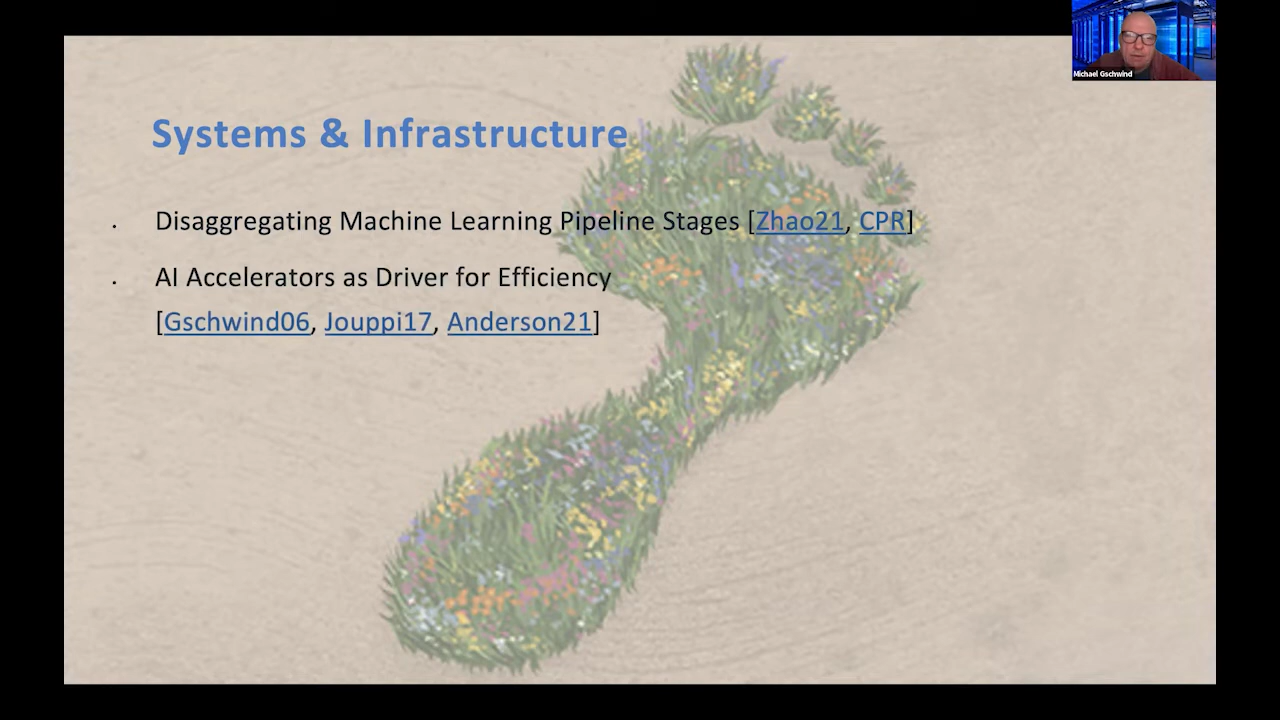 Michael Gschwind
Systems & Infrastructure
Disaggregating Machine Learning Pipeline Stages [Zhao21, CPR]
AI Accelerators as Driver for Efficiency
[Gschwind06, Jouppi17, Anderson21]